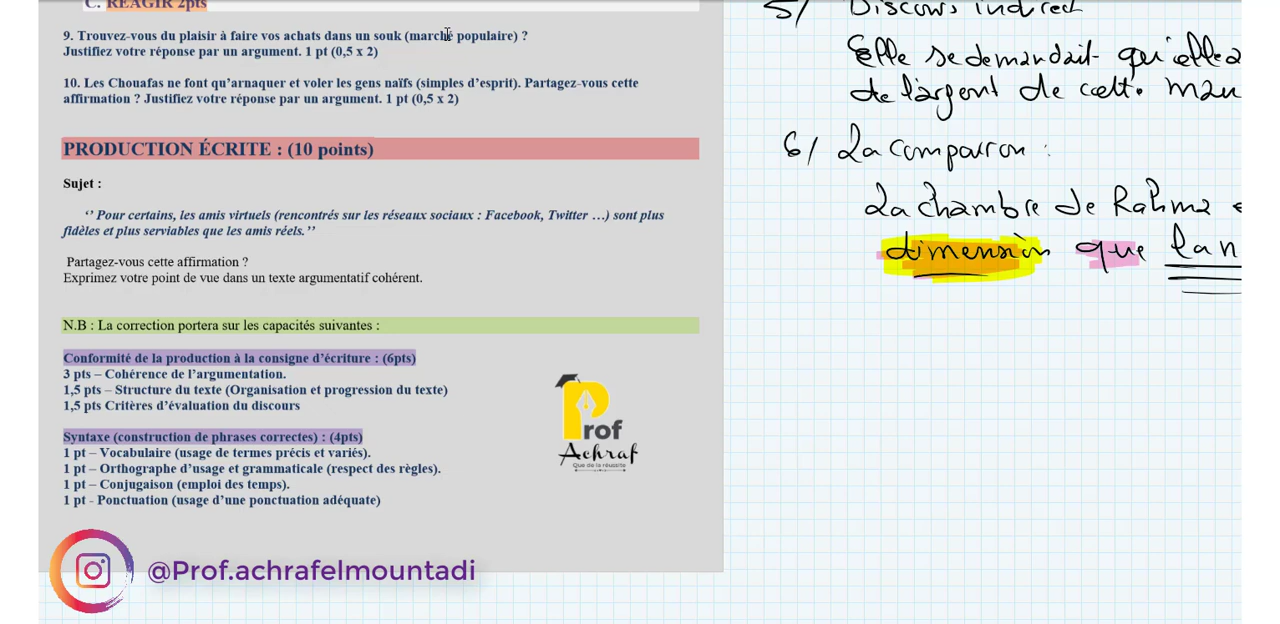 C. REAGIR 2pts
9. Trouvez-vous du plaisir à faire vos achats dans un souk (marché populaire) ?
Justifiez votre réponse par un argument. 1 pt (0,5 x 2)
10. Les Chouafas ne font qu’arnaquer et voler les gens naïfs (simples d’esprit). Partagez-vous cette
affirmation ? Justifiez votre réponse par un argument. 1 pt (0,5 x 2)
PRODUCTION ÉCRITE : (10 points)
Sujet :
‘’ Pour certains, les amis virtuels (rencontrés sur les réseaux sociaux : Facebook, Twitter …) sont plus
fidèles et plus serviables que les amis réels.’’
Partagez-vous cette affirmation ?
Exprimez votre point de vue dans un texte argumentatif cohérent.
N.B : La correction portera sur les capacités suivantes :
Conformité de la production à la consigne d’écriture : (6pts)
3 pts – Cohérence de l’argumentation.
1,5 pts – Structure du texte (Organisation et progression du texte)
1,5 pts Critères d’évaluation du discours
Syntaxe (construction de phrases correctes) : (4pts)
1 pt – Vocabulaire (usage de termes précis et variés).
1 pt – Orthographe d’usage et grammaticale (respect des règles).
1 pt – Conjugaison (emploi des temps).
1 pt - Ponctuation (usage d’une ponctuation adéquate)
Prof
Achraf
Que de la réussite
@Prof.achrafelmountadi
5/ Discours indirect
Elle se demandait qu'elle a
de l'argent de cett.
6/ La comparison :
La chambre de Rahma
dimension que la n